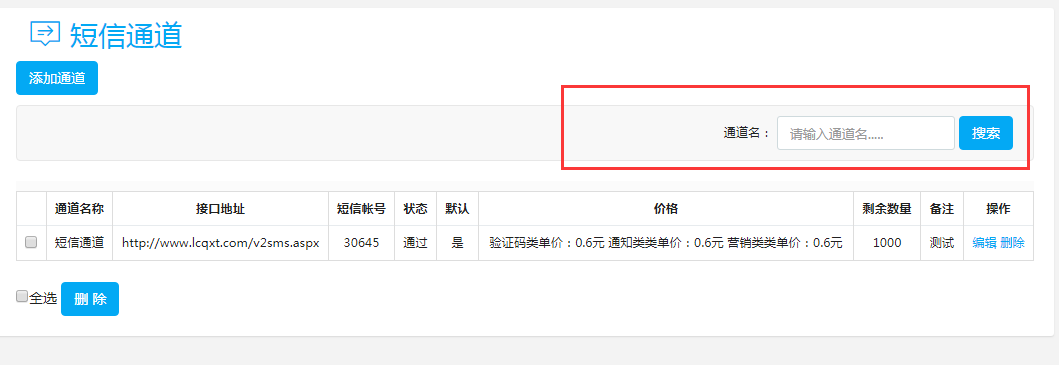 短信通道
添加通道
通道名： 请输入通道名..... 搜索
通道名称 接口地址 短信帐号 状态 默认 价格 剩余数量 备注 操作
短信通道 http://www.lcqxt.com/v2sms.aspx 30645 通过 是 验证码类单价：0.6元 通知类类单价：0.6元 营销类类单价：0.6元 1000 测试 编辑 删除
全选 删 除